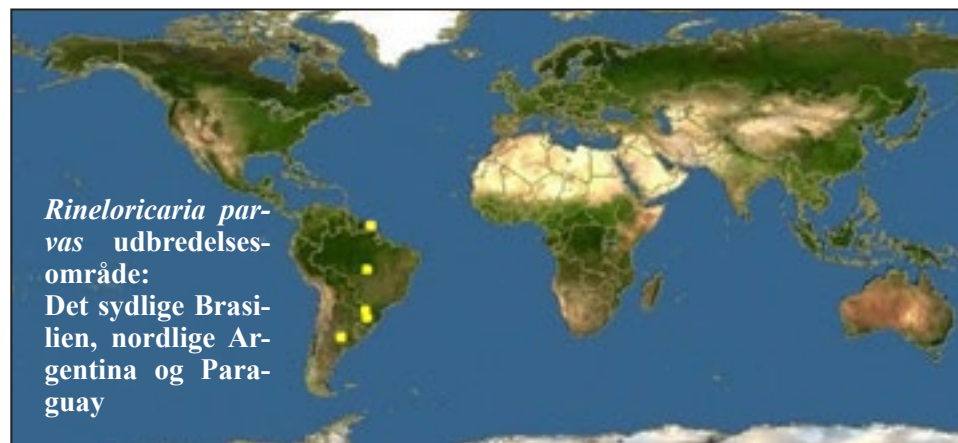 Rineloricaria par-
vas udbredelses-
område:
Det sydlige Brasi-
lien, nordlige Ar-
gentina og Para-
guay